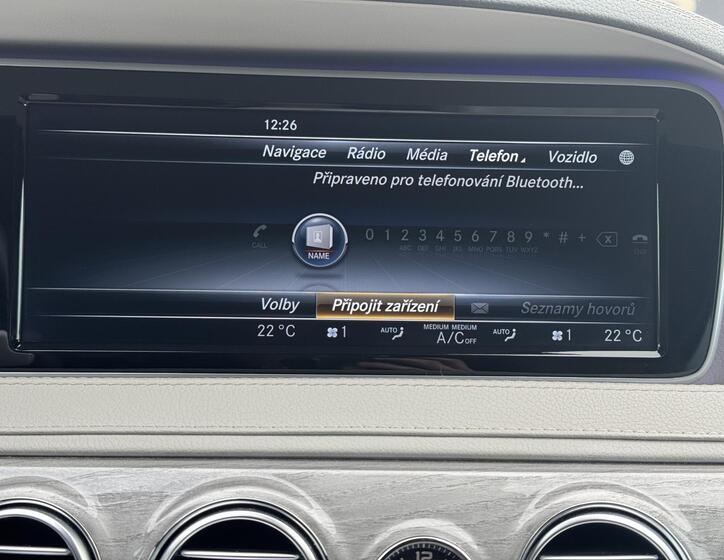 12:26
Navigace Rádio Média Telefon Vozidlo
Připraveno pro telefonování Bluetooth...
0 1 2 3 4 5 6 7 8 9 * # +
CALL ABC DEF GHI JKL MNO PQRS TUV WXYZ
NAME
Volby Připojit zařízení Seznamy hovorů
22 °C 1 AUTO MEDIUM MEDIUM AUTO 1 22 °C
A/C OFF
12